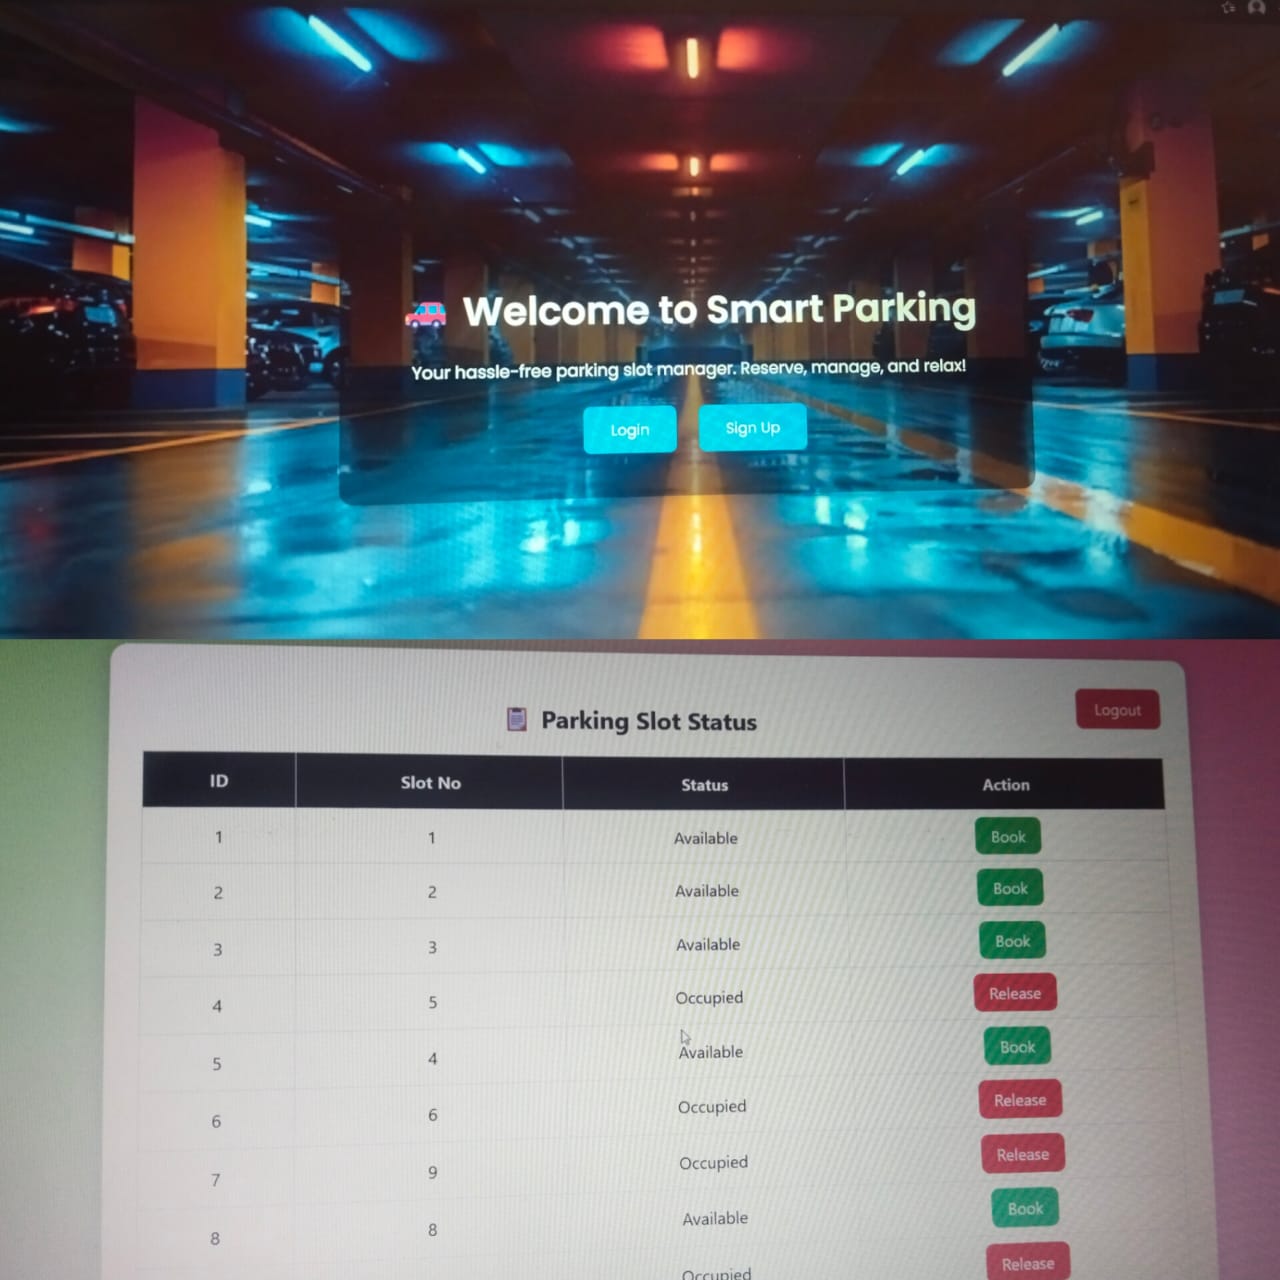 Welcome to Smart Parking
Your hassle-free parking slot manager. Reserve, manage, and relax!
Login Sign Up
Parking Slot Status
Logout
ID Slot No Status Action
1 1 Available Book
2 2 Available Book
3 3 Available Book
4 5 Occupied Release
5 4 Available Book
6 6 Occupied Release
7 9 Occupied Release
8 8 Available Book
Occupied Release